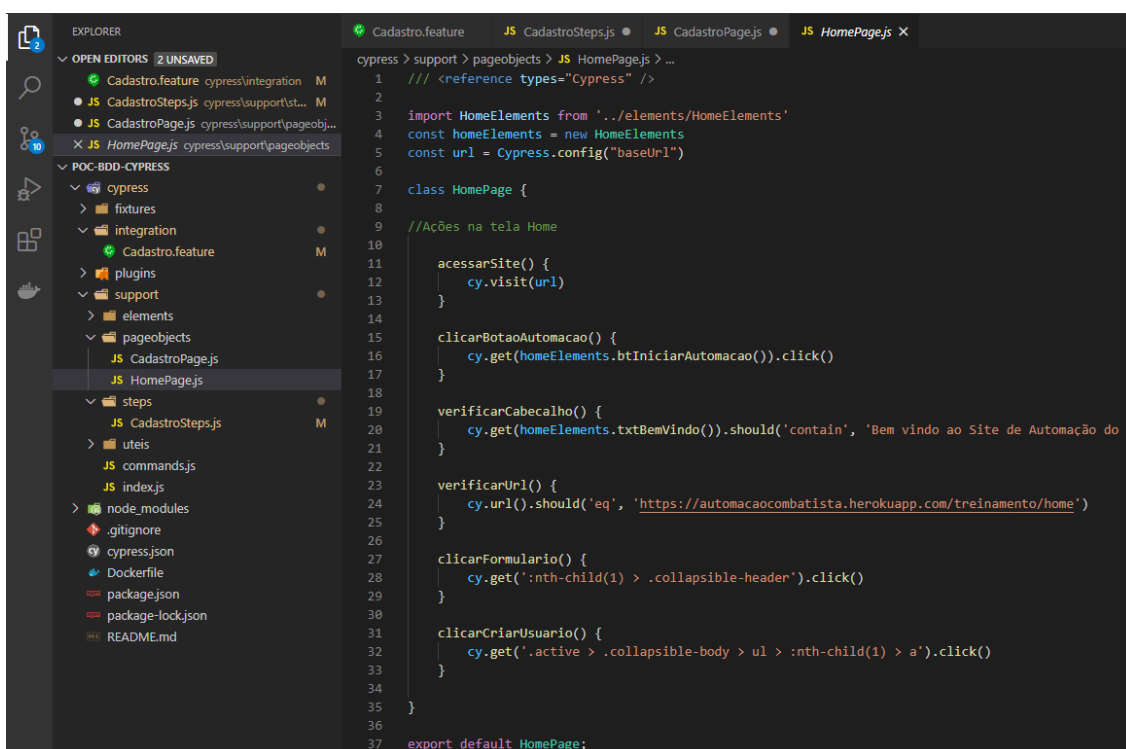 EXPLORER
OPEN EDITORS 2 UNSAVED
Cadastro.feature cypress\integration M
JS CadastroSteps.js cypress\support\st... M
JS CadastroPage.js cypress\support\pageobj...
JS HomePage.js cypress\support\pageobjects
POC-BDD-CYPRESS
cypress
fixtures
integration
Cadastro.feature M
plugins
support
elements
pageobjects
JS CadastroPage.js
JS HomePage.js
steps
JS CadastroSteps.js M
uteis
JS commands.js
JS index.js
node_modules
.gitignore
cypress.json
Dockerfile
package.json
package-lock.json
README.md
2
10
Cadastro.feature JS CadastroSteps.js JS CadastroPage.js JS HomePage.js
cypress > support > pageobjects > JS HomePage.js > ...
1 /// <reference types="Cypress" />
2
3 import HomeElements from '../elements/HomeElements'
4 const homeElements = new HomeElements
5 const url = Cypress.config("baseUrl")
6
7 class HomePage {
8
9 //Ações na tela Home
10
11 acessarSite() {
12 cy.visit(url)
13 }
14
15 clicarBotaoAutomacao() {
16 cy.get(homeElements.btIniciarAutomacao()).click()
17 }
18
19 verificarCabecalho() {
20 cy.get(homeElements.txtBemVindo()).should('contain', 'Bem vindo ao Site de Automação do
21 }
22
23 verificarUrl() {
24 cy.url().should('eq', 'https://automacaocombatista.herokuapp.com/treinamento/home')
25 }
26
27 clicarFormulario() {
28 cy.get(':nth-child(1) > .collapsible-header').click()
29 }
30
31 clicarCriarUsuario() {
32 cy.get('.active > .collapsible-body > ul > :nth-child(1) > a').click()
33 }
34
35 }
36
37 export default HomePage;